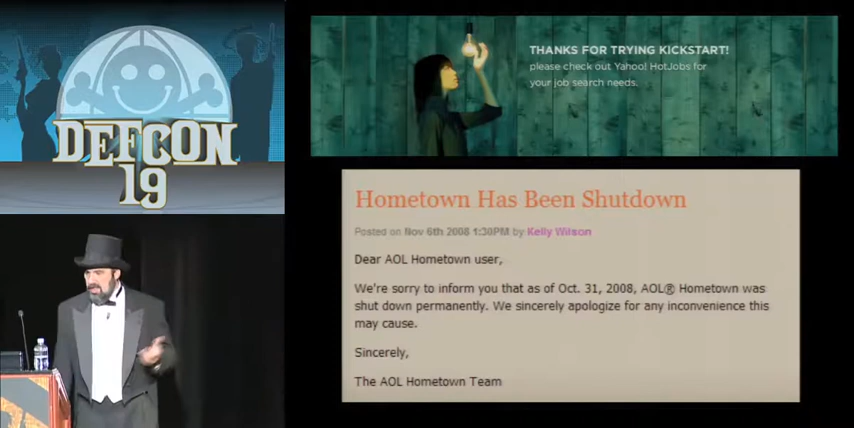 DEFCON
19
THANKS FOR TRYING KICKSTART!
please check out Yahoo! HotJobs for
your job search needs.
Hometown Has Been Shutdown
Posted on Nov 6th 2008 1:30PM by Kelly Wilson
Dear AOL Hometown user,
We're sorry to inform you that as of Oct. 31, 2008, AOL® Hometown was
shut down permanently. We sincerely apologize for any inconvenience this
may cause.
Sincerely,
The AOL Hometown Team